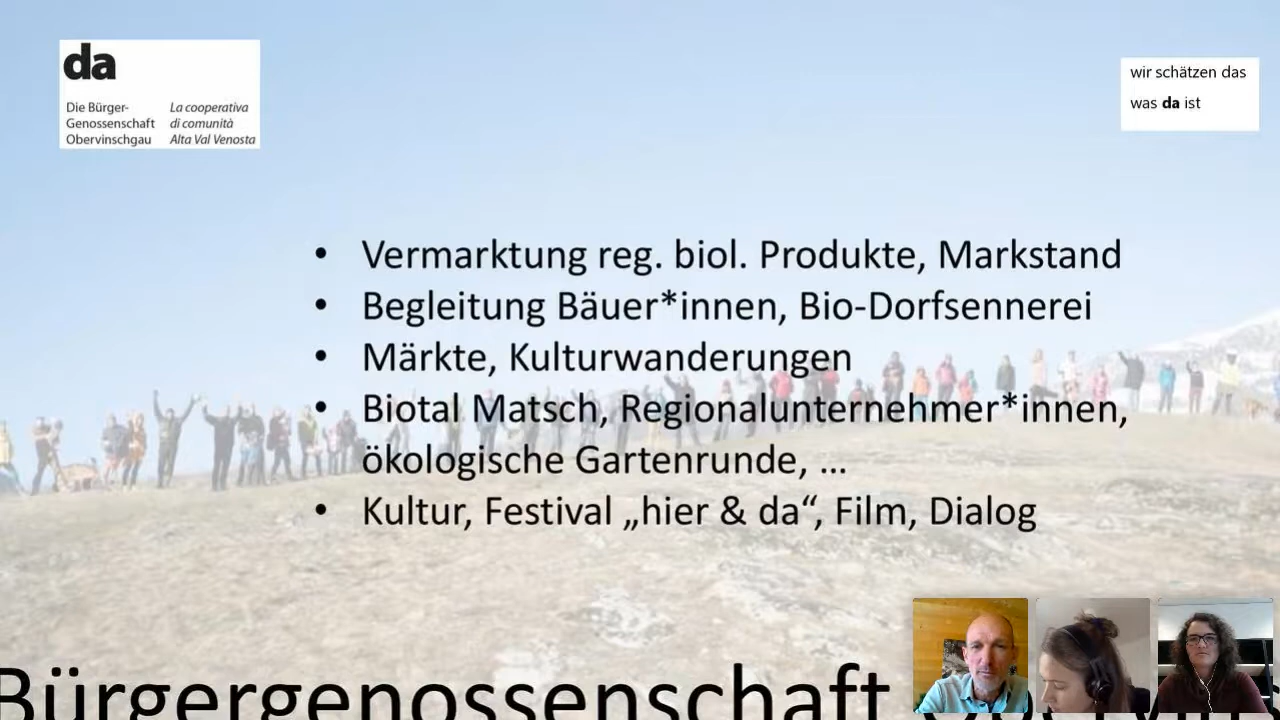 da
Die Bürger-
Genossenschaft
Obervinschgau
La cooperativa
di comunità
Alta Val Venosta
wir schätzen das
was da ist
• Vermarktung reg. biol. Produkte, Markstand
• Begleitung Bäuer*innen, Bio-Dorfsennerei
• Märkte, Kulturwanderungen
• Biotal Matsch, Regionalunternehmer*innen,
ökologische Gartenrunde, ...
• Kultur, Festival „hier & da“, Film, Dialog
Bürgergenossenschaft